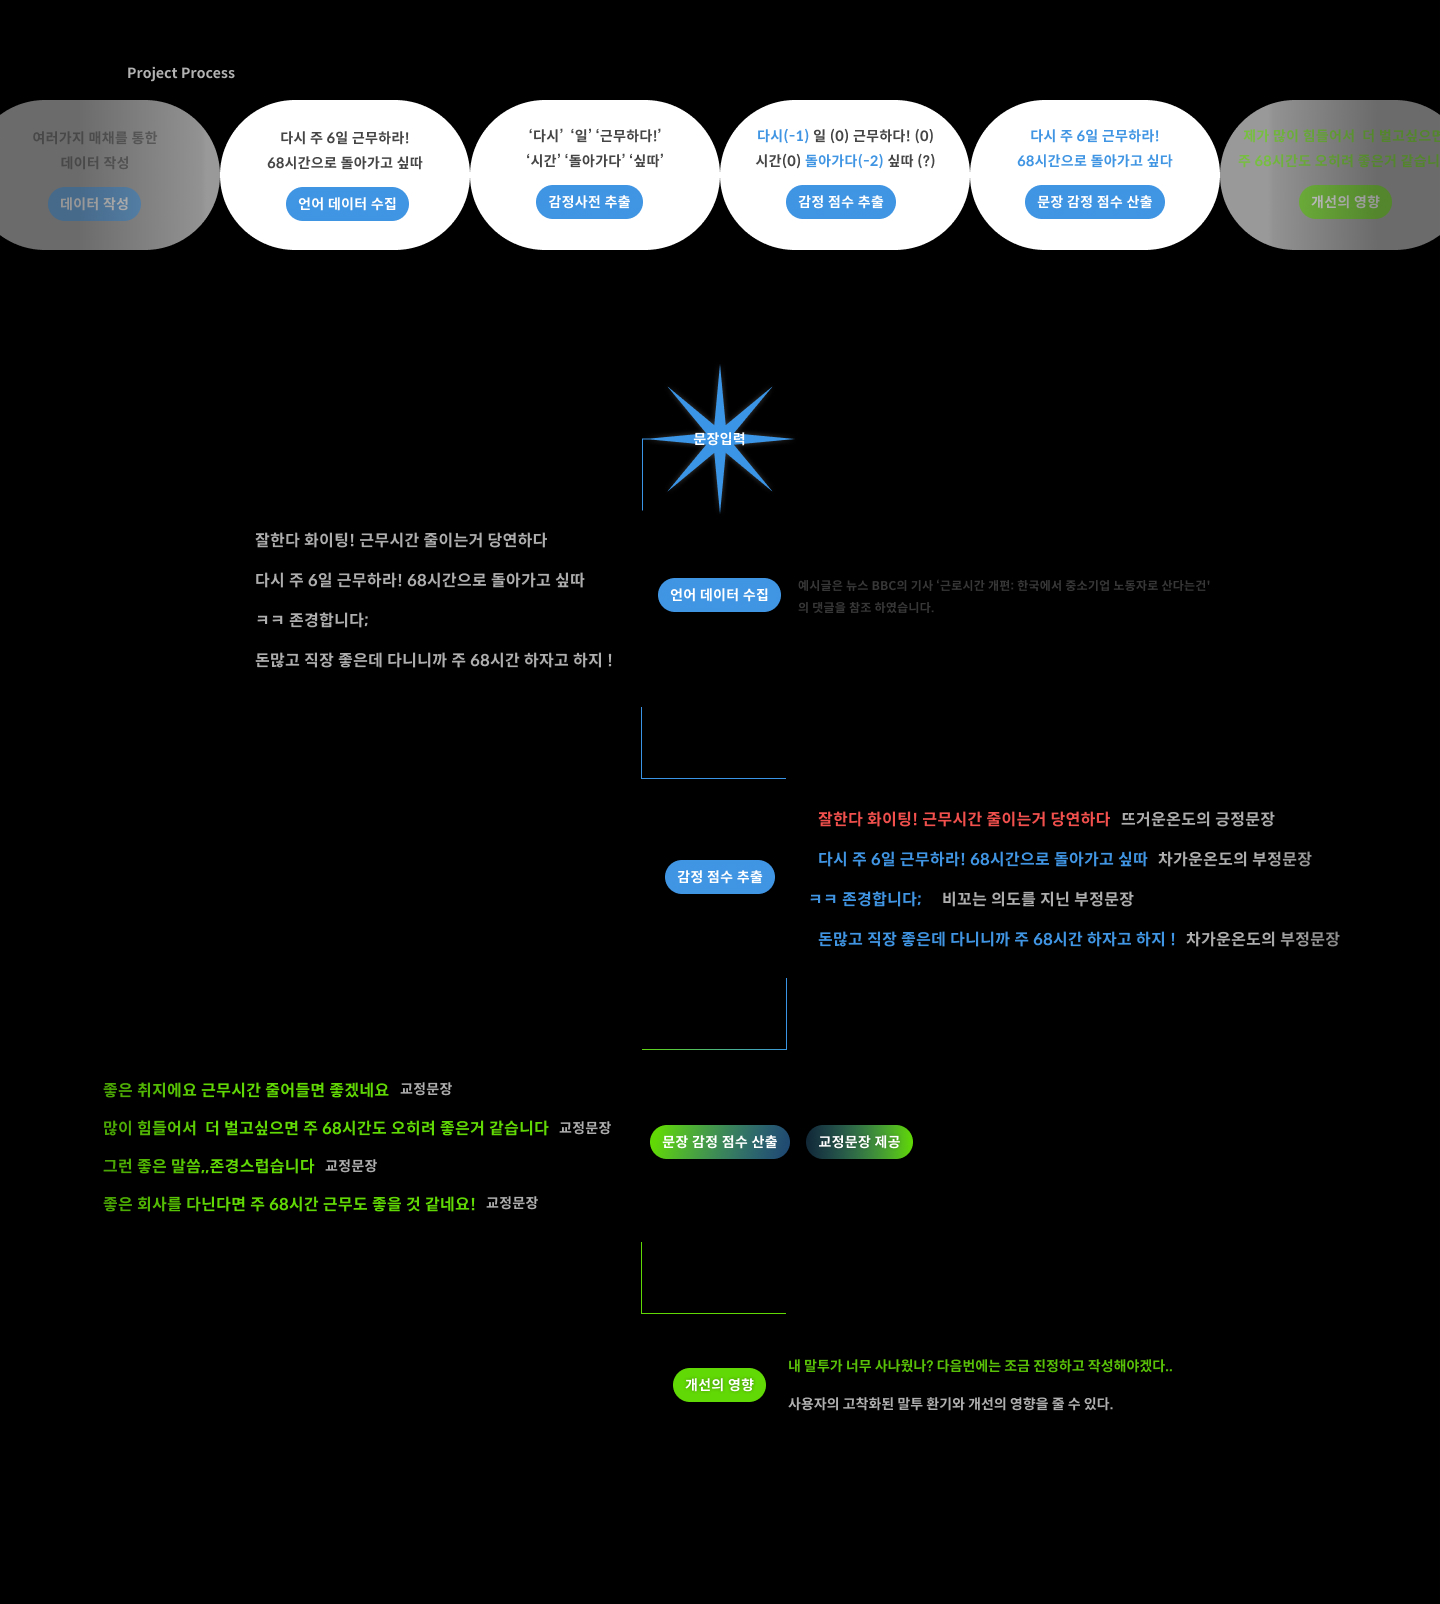 Project Process
여러가지 매채를 통한
데이터 작성
데이터 작성
다시 주 6일 근무하라!
68시간으로 돌아가고 싶따
언어 데이터 수집
‘다시’ ‘일’ ‘근무하다!’
‘시간’ ‘돌아가다’ ‘싶따’
감정사전 추출
다시(-1) 일 (0) 근무하다! (0)
시간(0) 돌아가다(-2) 싶따 (?)
감정 점수 추출
다시 주 6일 근무하라!
68시간으로 돌아가고 싶다
문장 감정 점수 산출
개선의 영향
문장입력
잘한다 화이팅! 근무시간 줄이는거 당연하다
다시 주 6일 근무하라! 68시간으로 돌아가고 싶따
ㅋㅋ 존경합니다;
돈많고 직장 좋은데 다니니까 주 68시간 하자고 하지 !
언어 데이터 수집
예시글은 뉴스 BBC의 기사 '근로시간 개편: 한국에서 중소기업 노동자로 산다는건'
의 댓글을 참조 하였습니다.
잘한다 화이팅! 근무시간 줄이는거 당연하다 뜨거운온도의 긍정문장
다시 주 6일 근무하라! 68시간으로 돌아가고 싶따 차가운온도의 부정문장
ㅋㅋ 존경합니다; 비꼬는 의도를 지닌 부정문장
돈많고 직장 좋은데 다니니까 주 68시간 하자고 하지 ! 차가운온도의 부정문장
감정 점수 추출
좋은 취지에요 근무시간 줄어들면 좋겠네요 교정문장
많이 힘들어서 더 벌고싶으면 주 68시간도 오히려 좋은거 같습니다 교정문장
그런 좋은 말씀,,존경스럽습니다 교정문장
좋은 회사를 다닌다면 주 68시간 근무도 좋을 것 같네요! 교정문장
문장 감정 점수 산출
교정문장 제공
개선의 영향
내 말투가 너무 사나웠나? 다음번에는 조금 진정하고 작성해야겠다..
사용자의 고착화된 말투 환기와 개선의 영향을 줄 수 있다.